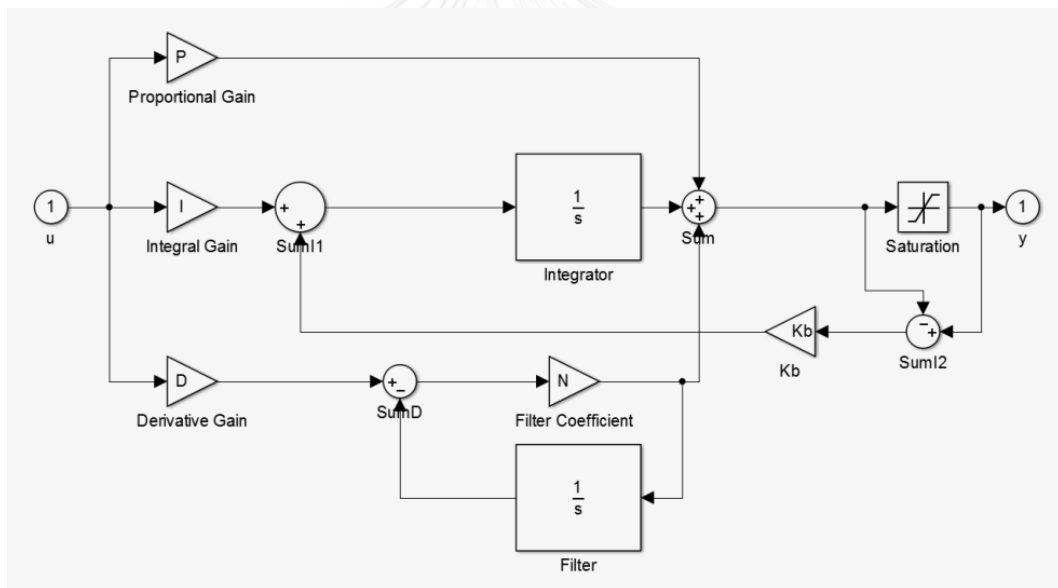 P
Proportional Gain
1
u
I
Integral Gain
+
+
SumI1
1
s
Integrator
+
+
+
Sum
Saturation
1
y
Kb
Kb
−
+
SumI2
D
Derivative Gain
+
−
SumD
N
Filter Coefficient
1
s
Filter